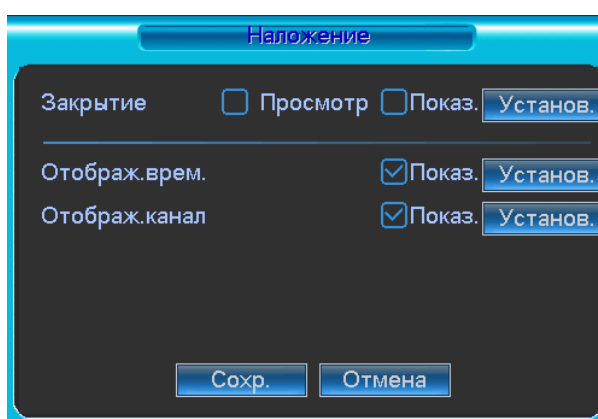 Наложение
Закрытие Просмотр Показ. Установ.
Отображ.врем. Показ. Установ.
Отображ.канал Показ. Установ.
Сохр. Отмена